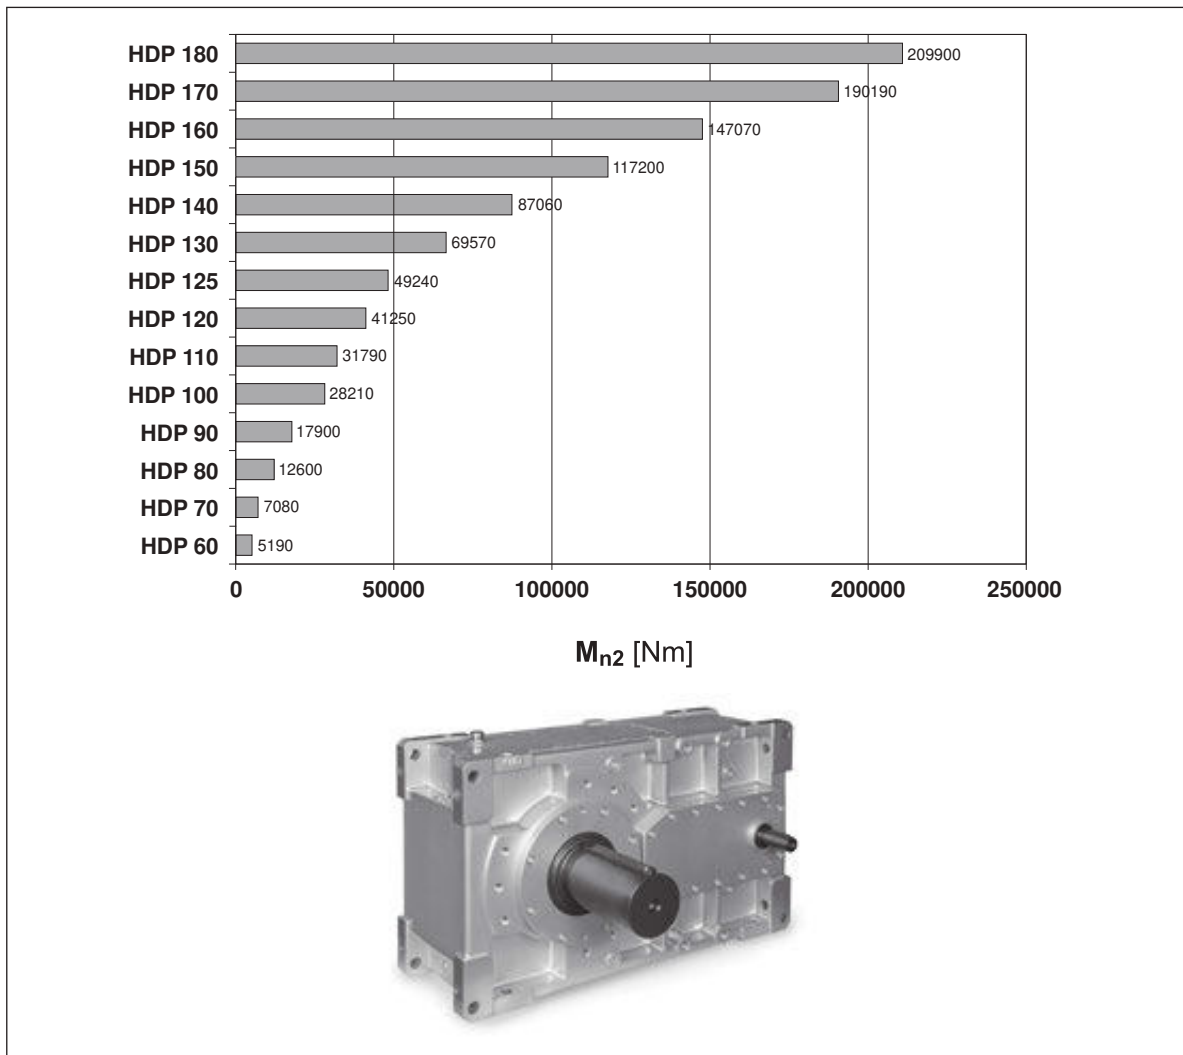 HDP 180 209900
HDP 170 190190
HDP 160 147070
HDP 150 117200
HDP 140 87060
HDP 130 69570
HDP 125 49240
HDP 120 41250
HDP 110 31790
HDP 100 28210
HDP 90 17900
HDP 80 12600
HDP 70 7080
HDP 60 5190
0 50000 100000 150000 200000 250000
Mn2 [Nm]